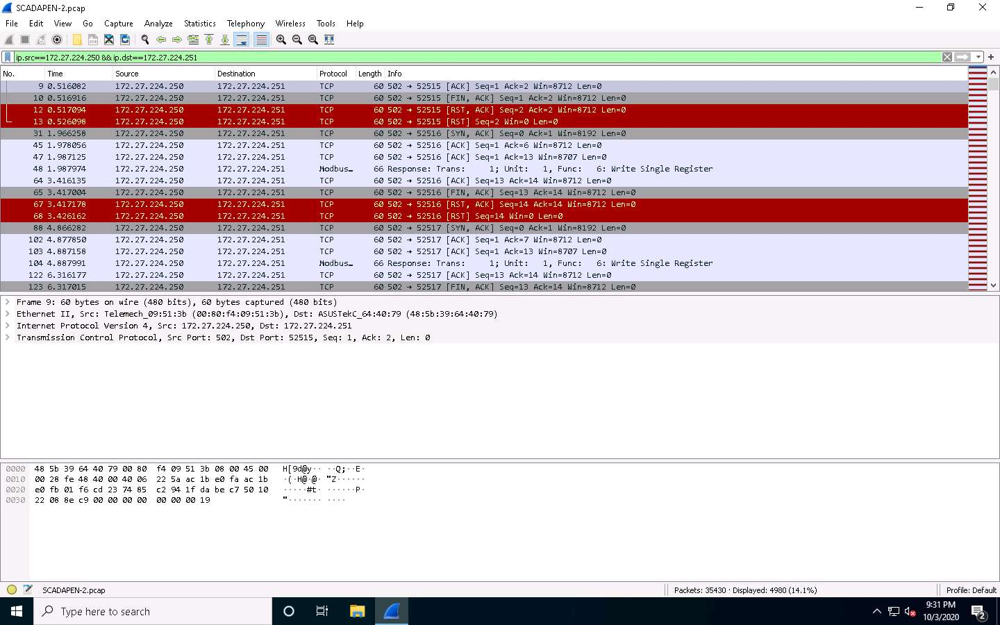 SCADAPEN-2.pcap
File Edit View Go Capture Analyze Statistics Telephony Wireless Tools Help
ip.src==172.27.224.250 && ip.dst==172.27.224.251
No. Time Source Destination Protocol Length Info
9 0.516082 172.27.224.250 172.27.224.251 TCP 60 502 → 52515 [ACK] Seq=1 Ack=2 Win=8712 Len=0
10 0.516916 172.27.224.250 172.27.224.251 TCP 60 502 → 52515 [FIN, ACK] Seq=1 Ack=2 Win=8712 Len=0
12 0.517094 172.27.224.250 172.27.224.251 TCP 60 502 → 52515 [RST, ACK] Seq=2 Ack=2 Win=8712 Len=0
13 0.526098 172.27.224.250 172.27.224.251 TCP 60 502 → 52515 [RST] Seq=2 Win=0 Len=0
31 1.966258 172.27.224.250 172.27.224.251 TCP 60 502 → 52516 [SYN, ACK] Seq=0 Ack=1 Win=8192 Len=0
45 1.978056 172.27.224.250 172.27.224.251 TCP 60 502 → 52516 [ACK] Seq=1 Ack=6 Win=8712 Len=0
47 1.987125 172.27.224.250 172.27.224.251 TCP 60 502 → 52516 [ACK] Seq=1 Ack=13 Win=8707 Len=0
48 1.987974 172.27.224.250 172.27.224.251 Modbus… 66 Response: Trans: 1; Unit: 1, Func: 6: Write Single Register
64 3.416135 172.27.224.250 172.27.224.251 TCP 60 502 → 52516 [ACK] Seq=13 Ack=14 Win=8712 Len=0
65 3.417004 172.27.224.250 172.27.224.251 TCP 60 502 → 52516 [FIN, ACK] Seq=13 Ack=14 Win=8712 Len=0
67 3.417178 172.27.224.250 172.27.224.251 TCP 60 502 → 52516 [RST, ACK] Seq=14 Ack=14 Win=8712 Len=0
68 3.426162 172.27.224.250 172.27.224.251 TCP 60 502 → 52516 [RST] Seq=14 Win=0 Len=0
88 4.866282 172.27.224.250 172.27.224.251 TCP 60 502 → 52517 [SYN, ACK] Seq=0 Ack=1 Win=8192 Len=0
102 4.877850 172.27.224.250 172.27.224.251 TCP 60 502 → 52517 [ACK] Seq=1 Ack=7 Win=8712 Len=0
103 4.887158 172.27.224.250 172.27.224.251 TCP 60 502 → 52517 [ACK] Seq=1 Ack=13 Win=8707 Len=0
104 4.887991 172.27.224.250 172.27.224.251 Modbus… 66 Response: Trans: 1; Unit: 1, Func: 6: Write Single Register
122 6.316177 172.27.224.250 172.27.224.251 TCP 60 502 → 52517 [ACK] Seq=13 Ack=14 Win=8712 Len=0
123 6.317015 172.27.224.250 172.27.224.251 TCP 60 502 → 52517 [FIN, ACK] Seq=13 Ack=14 Win=8712 Len=0
Frame 9: 60 bytes on wire (480 bits), 60 bytes captured (480 bits)
Ethernet II, Src: Telemech_09:51:3b (00:80:f4:09:51:3b), Dst: ASUSTekC_64:40:79 (48:5b:39:64:40:79)
Internet Protocol Version 4, Src: 172.27.224.250, Dst: 172.27.224.251
Transmission Control Protocol, Src Port: 502, Dst Port: 52515, Seq: 1, Ack: 2, Len: 0
0000 48 5b 39 64 40 79 00 80 f4 09 51 3b 08 00 45 00 H[9d@y·· ··Q;··E·
0010 00 28 fe 48 40 00 40 06 22 5a ac 1b e0 fa ac 1b ·(·H@·@· "Z······
0020 e0 fb 01 f6 cd 23 74 85 c2 94 1f da be c7 50 10 ·····#t· ······P·
0030 22 08 8e c9 00 00 00 00 00 00 00 19 "······· ····
SCADAPEN-2.pcap Packets: 35430 · Displayed: 4980 (14.1%) Profile: Default
Type here to search
9:31 PM
10/3/2020
2